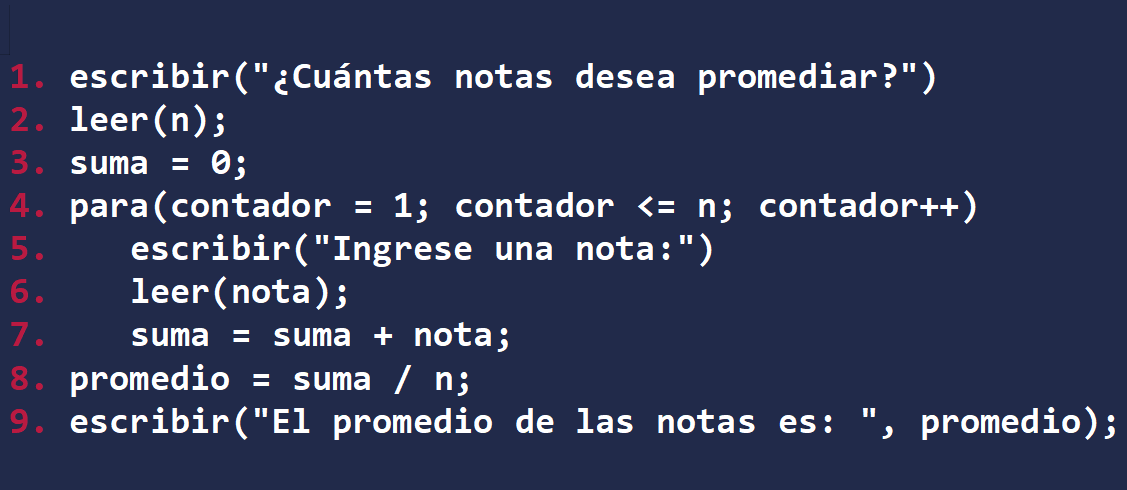 1. escribir("¿Cuántas notas desea promediar?")
2. leer(n);
3. suma = 0;
4. para(contador = 1; contador <= n; contador++)
5. escribir("Ingrese una nota:")
6. leer(nota);
7. suma = suma + nota;
8. promedio = suma / n;
9. escribir("El promedio de las notas es: ", promedio);